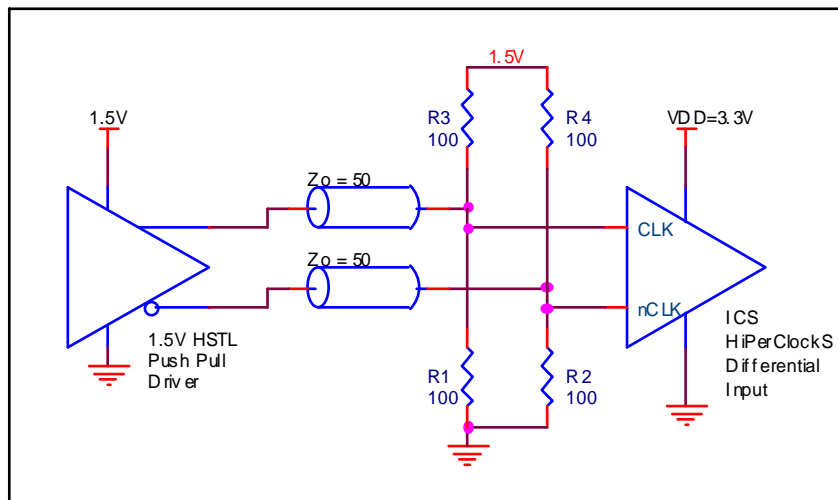 1.5V
1.5V
R3
100
R4
100
VDD=3.3V
Zo = 50
CLK
Zo = 50
nCLK
1.5V HSTL
Push Pull
Driver
R1
100
R2
100
ICS
HiPerClockS
Differential
Input